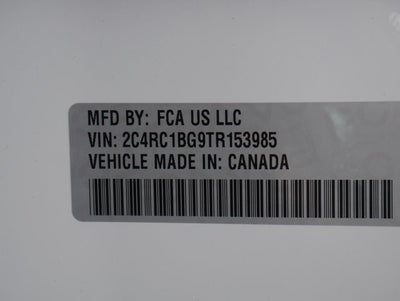 MFD BY: FCA US LLC
VIN: 2C4RC1BG9TR153985
VEHICLE MADE IN: CANADA